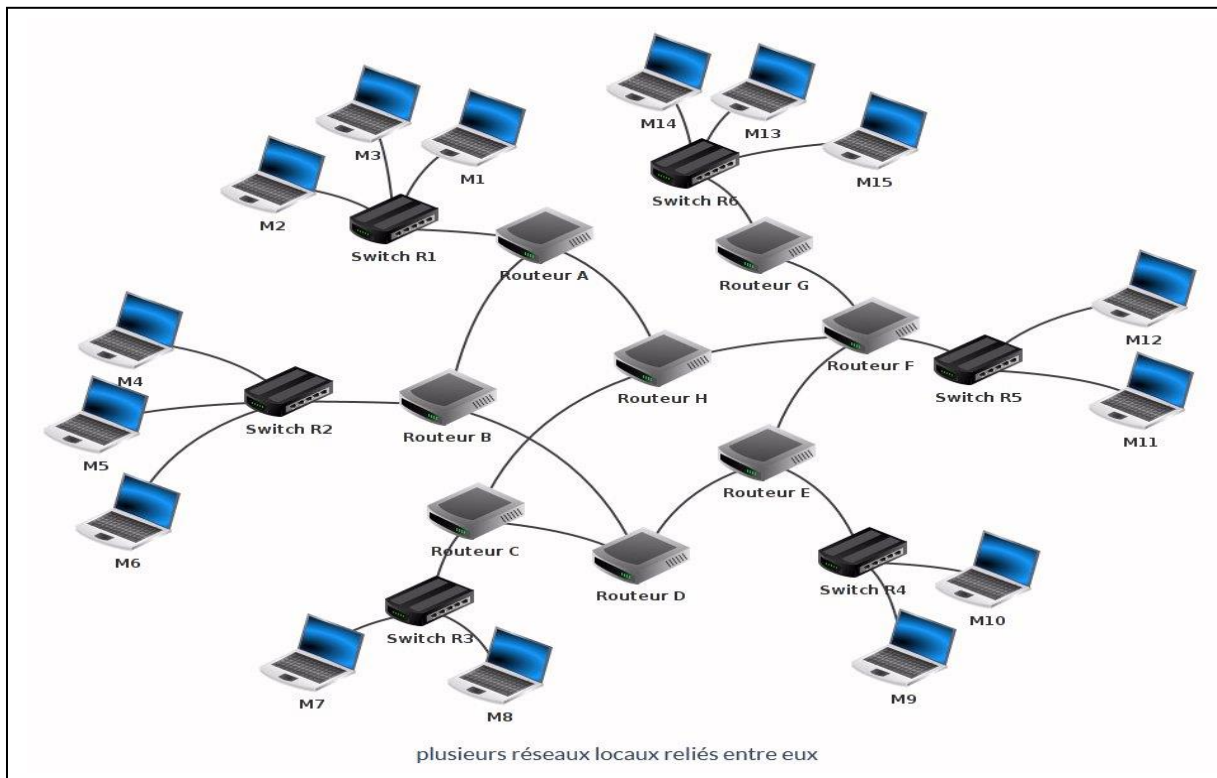 M14
M13
M3
M15
M1
Switch R6
M2
Switch R1
Routeur A
Routeur G
M12
M4
Routeur F
Routeur H
Switch R5
Switch R2
Routeur B
M11
M5
Routeur E
Routeur C
M6
Switch R4
Routeur D
M10
Switch R3
M9
M7
M8
plusieurs réseaux locaux reliés entre eux